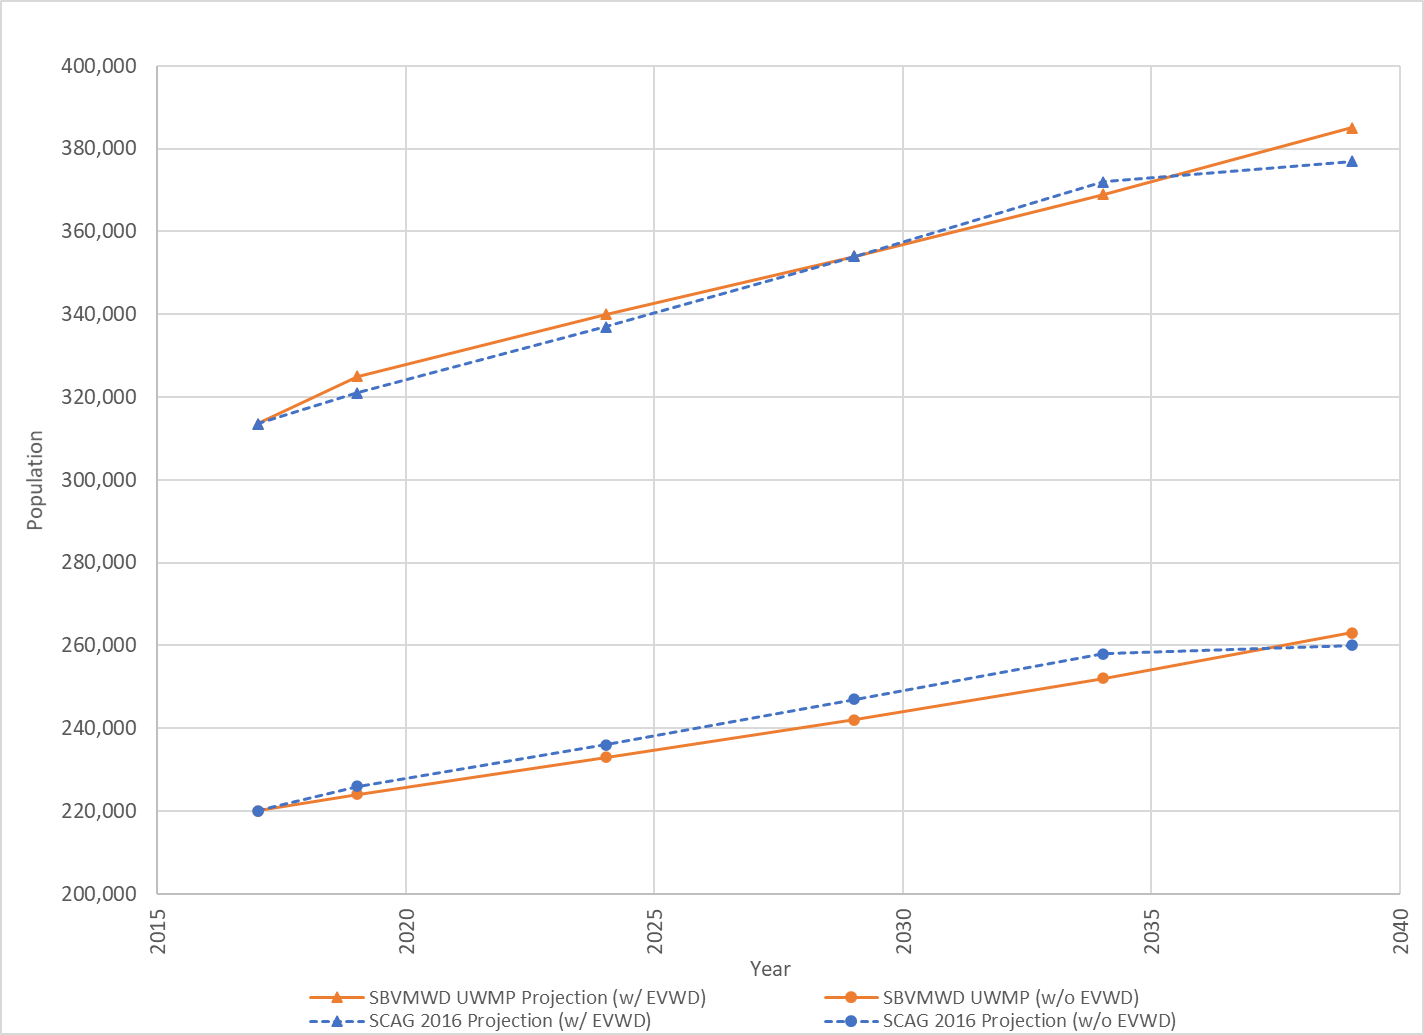 400,000
380,000
360,000
340,000
320,000
300,000
280,000
260,000
240,000
220,000
200,000
Population
2015
2020
2025
2030
2035
2040
Year
SBVMWD UWMP Projection (w/ EVWD)
SBVMWD UWMP (w/o EVWD)
SCAG 2016 Projection (w/ EVWD)
SCAG 2016 Projection (w/o EVWD)